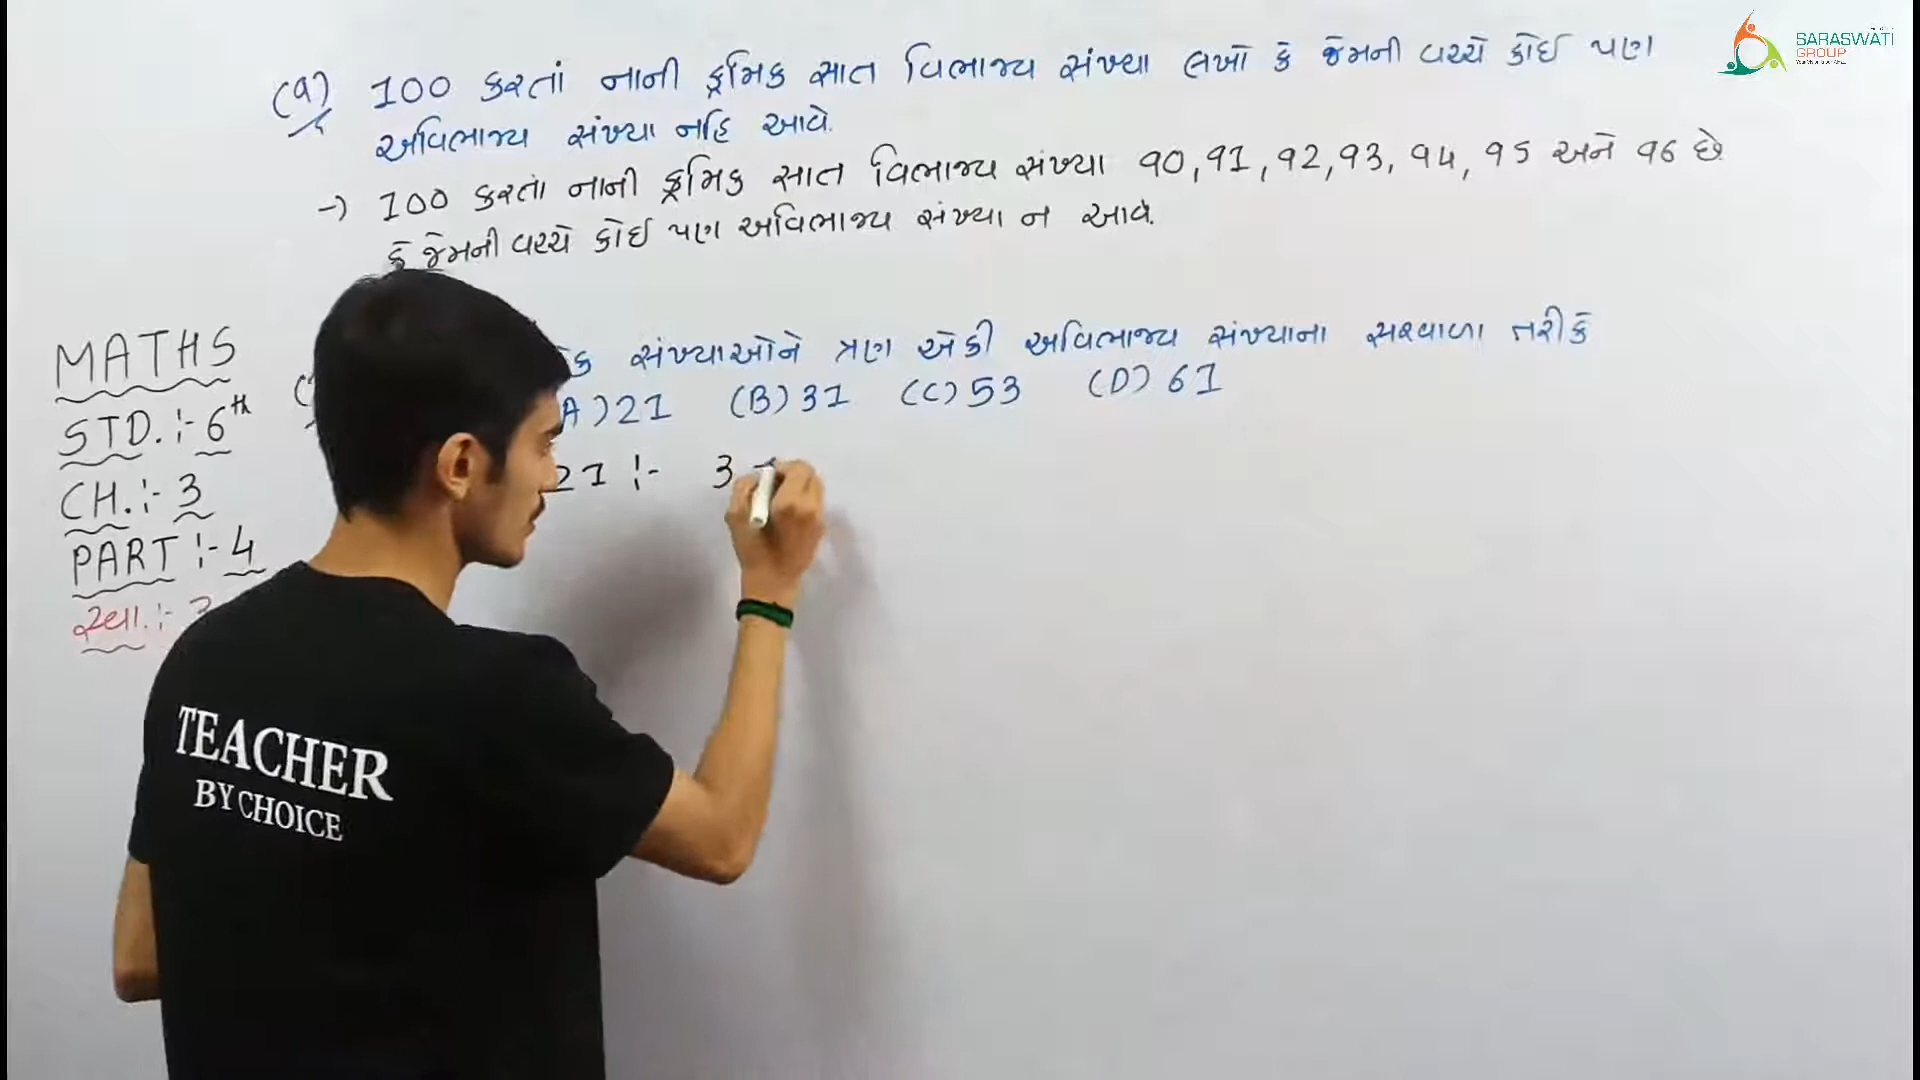 (9) 100 કરતાં નાની ક્રમિક સાત વિભાજ્ય સંખ્યા લખો કે જેમની વચ્ચે કોઈ પણ
અવિભાજ્ય સંખ્યા નહિ આવે.
→ 100 કરતાં નાની ક્રમિક સાત વિભાજ્ય સંખ્યા 90, 91, 92, 93, 94, 95 અને 96 છે
કે જેમની વચ્ચે કોઈ પણ અવિભાજ્ય સંખ્યા ન આવે.
સંખ્યાઓને ત્રણ એકી અવિભાજ્ય સંખ્યાના સરવાળા તરીકે
A) 21 (B) 31 (C) 53 (D) 61
21 :- 3
MATHS
STD. :- 6th
CH. :- 3
PART :- 4
સ્વા. :-
TEACHER
BY CHOICE
SARASWATI
GROUP